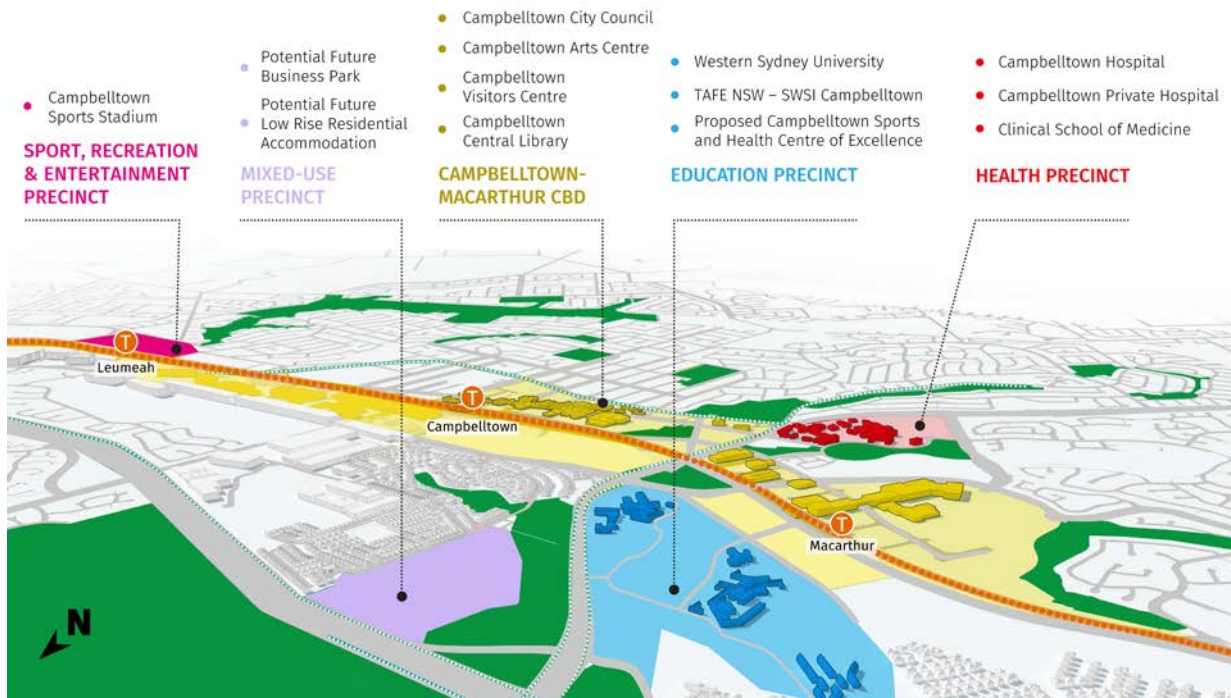 Campbelltown
Sports Stadium
SPORT, RECREATION
& ENTERTAINMENT
PRECINCT
Potential Future
Business Park
Potential Future
Low Rise Residential
Accommodation
MIXED-USE
PRECINCT
Campbelltown City Council
Campbelltown Arts Centre
Campbelltown
Visitors Centre
Campbelltown
Central Library
CAMPBELLTOWN-
MACARTHUR CBD
Western Sydney University
TAFE NSW – SWSI Campbelltown
Proposed Campbelltown Sports
and Health Centre of Excellence
EDUCATION PRECINCT
Campbelltown Hospital
Campbelltown Private Hospital
Clinical School of Medicine
HEALTH PRECINCT
T
Leumeah
T
Campbelltown
T
Macarthur
N